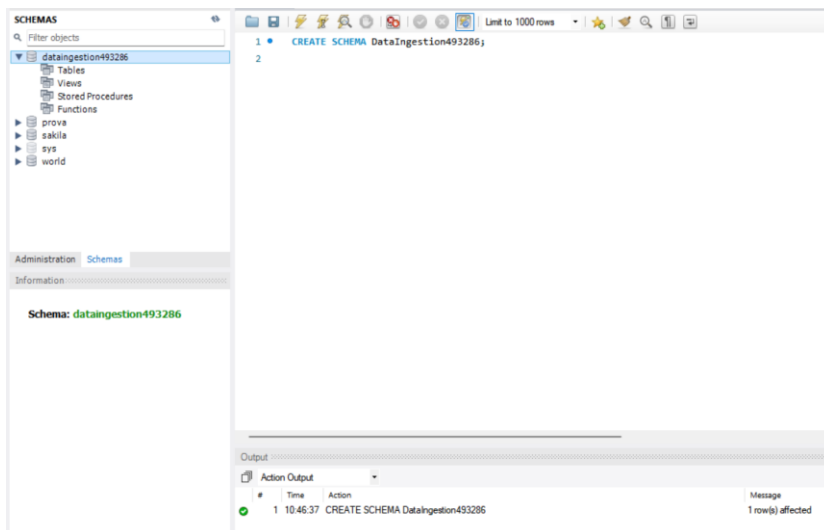 SCHEMAS
Filter objects
dataingestion493286
Tables
Views
Stored Procedures
Functions
prova
sakila
sys
world
Administration Schemas
Information
Schema: dataingestion493286
Limit to 1000 rows
1 CREATE SCHEMA DataIngestion493286;
2
Output
Action Output
# Time Action Message
1 10:46:37 CREATE SCHEMA DataIngestion493286 1 row(s) affected